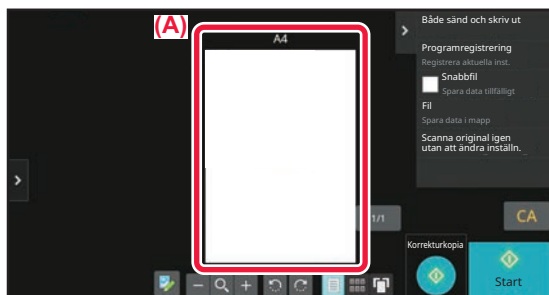 (A)
A4
Både sänd och skriv ut
Programregistrering
Registrera aktuella inst.
Snabbfil
Spara data tillfälligt
Fil
Spara data i mapp
Scanna original igen
utan att ändra inställn.
1/1
CA
Korrekturkopia
Start